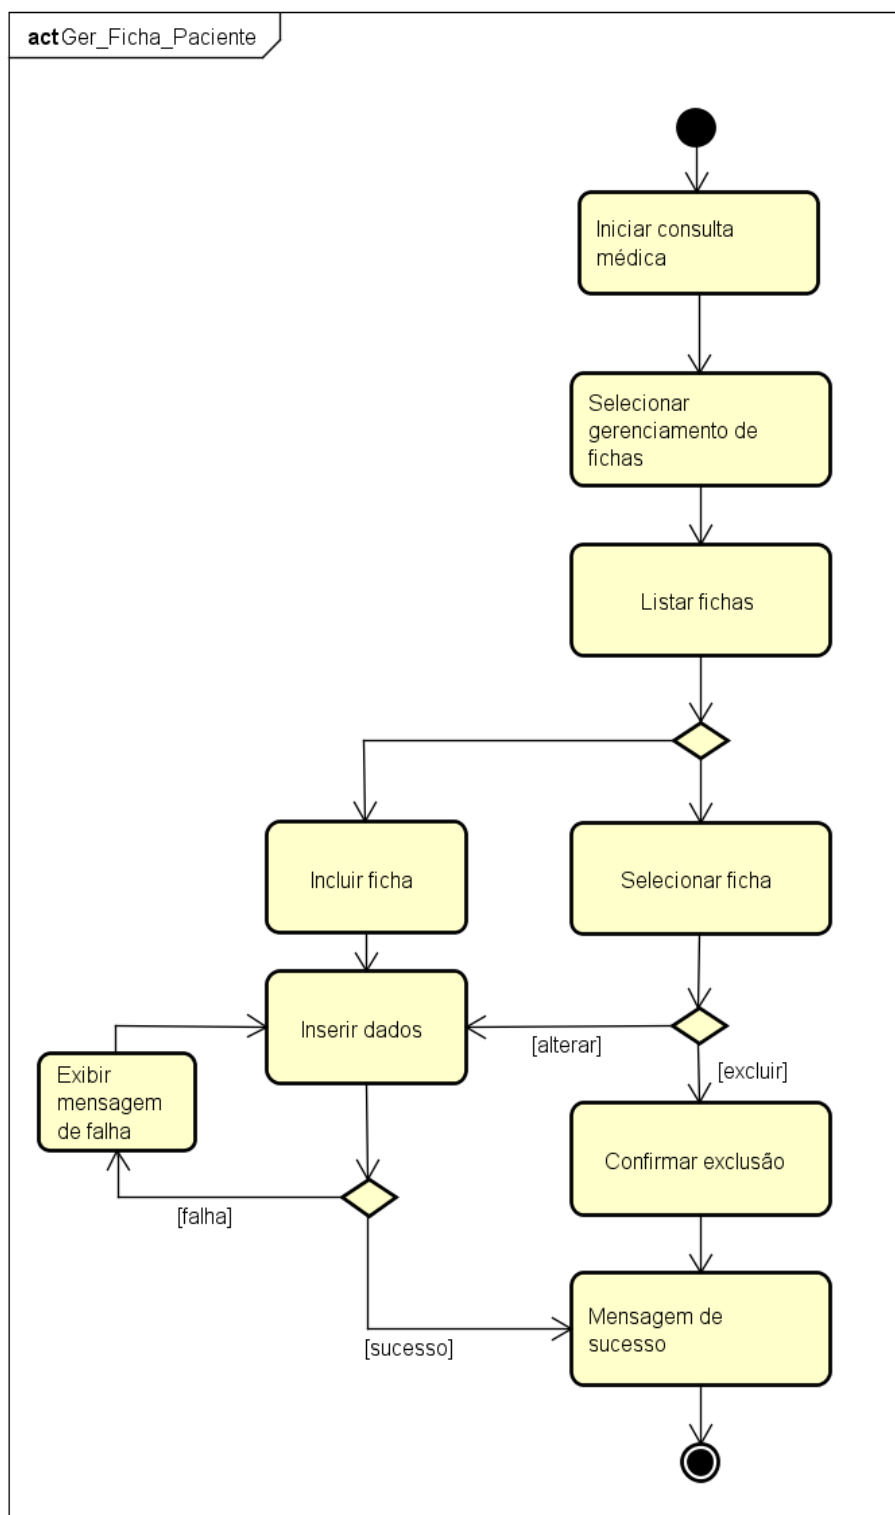 act Ger_Ficha_Paciente
Iniciar consulta
médica
Selecionar
gerenciamento de
fichas
Listar fichas
Incluir ficha
Selecionar ficha
Inserir dados
[alterar]
[excluir]
Exibir
mensagem
de falha
Confirmar exclusão
[falha]
Mensagem de
sucesso
[sucesso]